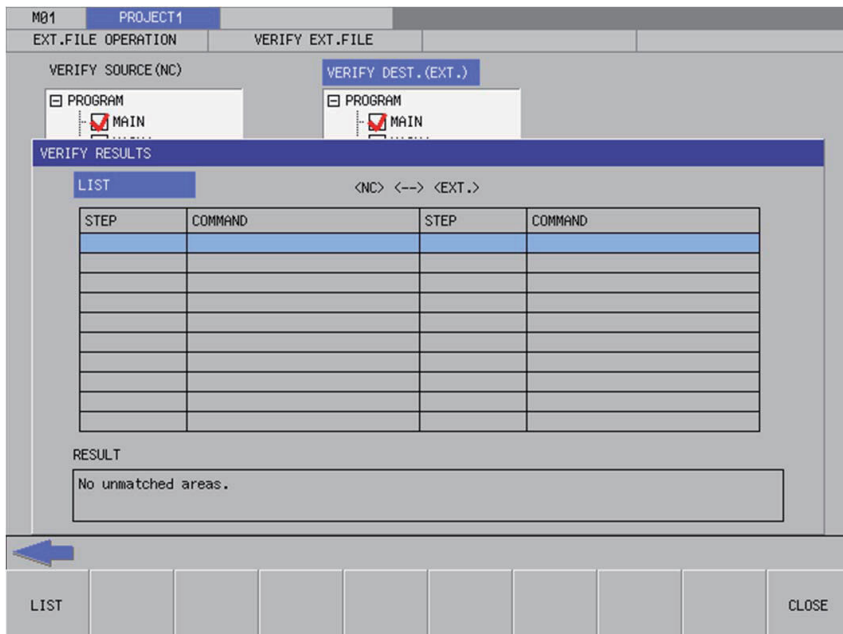 M01 PROJECT1
EXT.FILE OPERATION VERIFY EXT.FILE
VERIFY SOURCE(NC) VERIFY DEST.(EXT.)
PROGRAM PROGRAM
MAIN MAIN
VERIFY RESULTS
LIST <NC> <--> <EXT.>
STEP COMMAND STEP COMMAND
RESULT
No unmatched areas.
LIST CLOSE